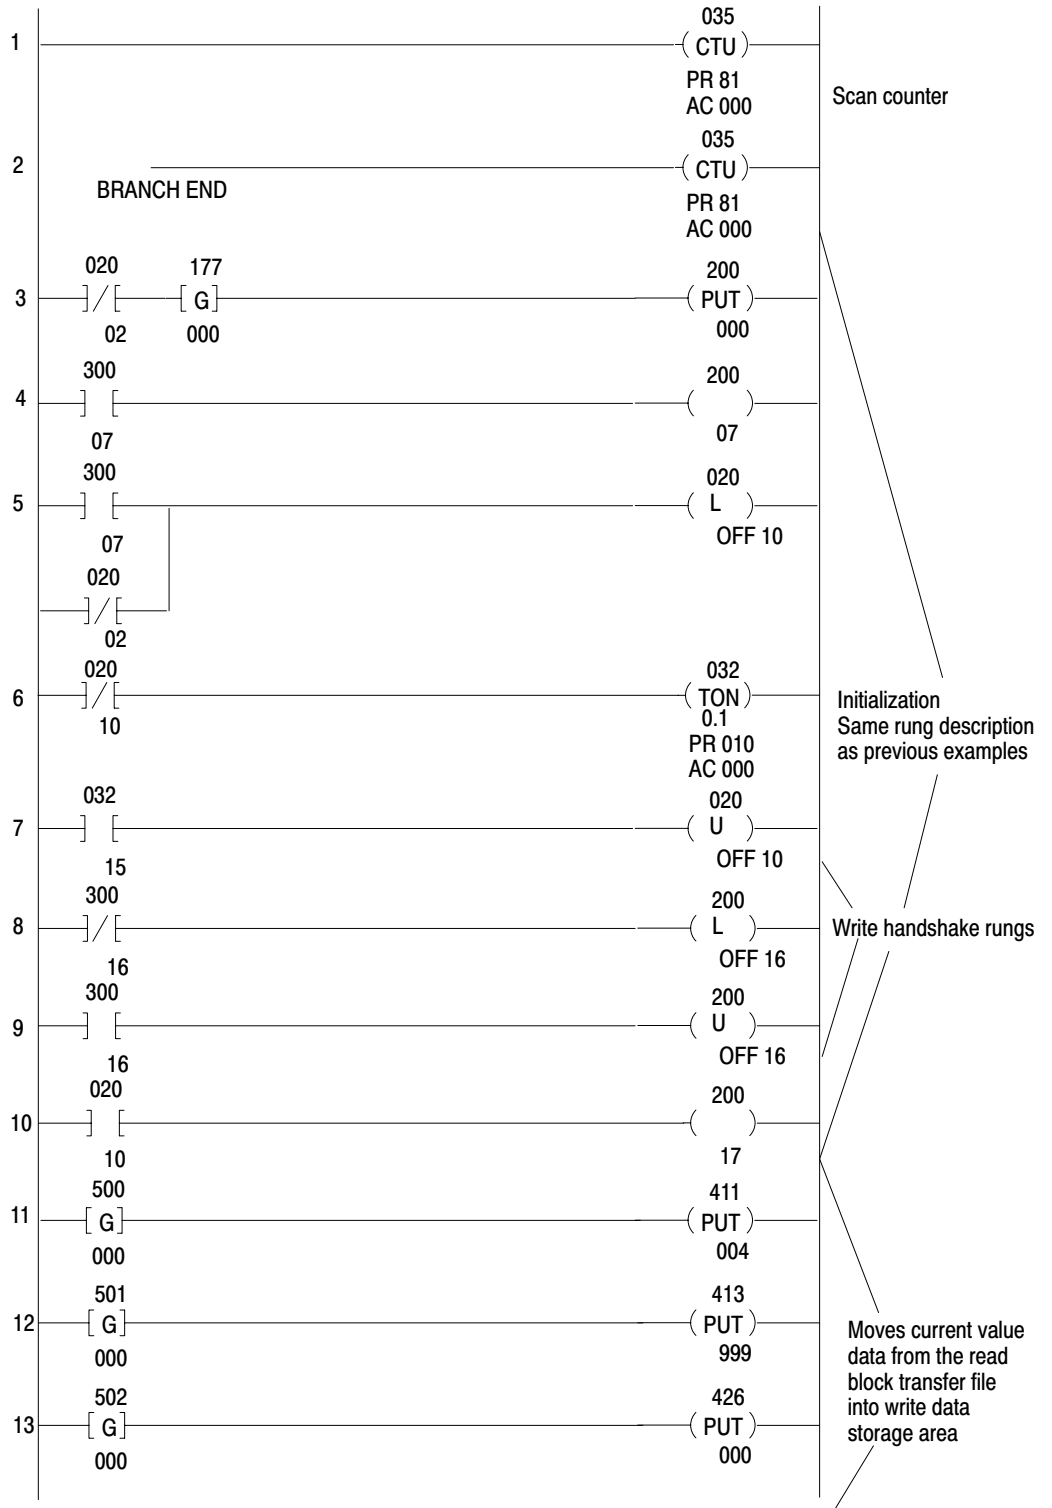 035
1
CTU
PR 81
AC 000
Scan counter
035
2
CTU
BRANCH END
PR 81
AC 000
020 177 200
3
G PUT
02 000 000
300 200
4
07 07
300 020
5
L
07 OFF 10
020
02
020 032
6
TON
10 0.1
PR 010
AC 000
Initialization
Same rung description
as previous examples
032 020
7
U
15 OFF 10
300 200
8
L
Write handshake rungs
16 OFF 16
300 200
9
U
16 OFF 16
020 200
10
10 17
500 411
11
G PUT
000 004
501 413
12
G PUT
000 999
502 426
13
G PUT
000 000
Moves current value
data from the read
block transfer file
into write data
storage area